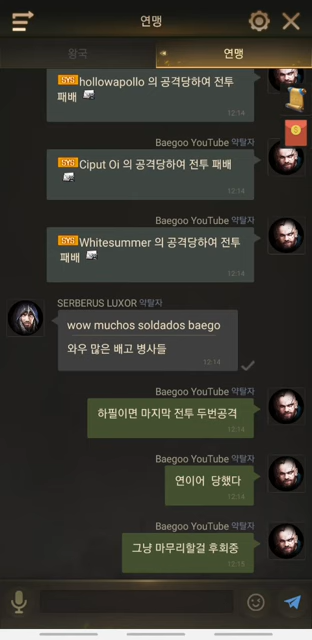 연맹
왕국
연맹
SYS hollowapollo 의 공격당하여 전투
패배
12:14
Baegoo YouTube 약탈자
SYS Ciput Oi 의 공격당하여 전투 패배
12:14
Baegoo YouTube 약탈자
SYS Whitesummer 의 공격당하여 전투
패배
12:14
SERBERUS LUXOR 약탈자
wow muchos soldados baego
와우 많은 배고 병사들
12:14
Baegoo YouTube 약탈자
하필이면 마지막 전투 두번공격
12:14
Baegoo YouTube 약탈자
연이어 당했다
12:14
Baegoo YouTube 약탈자
그냥 마무리할걸 후회중
12:15